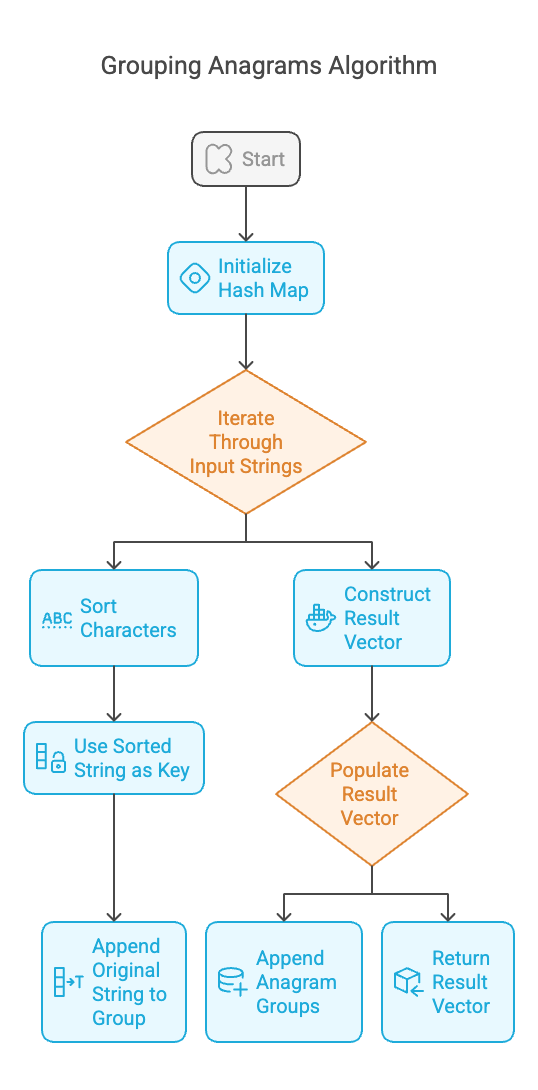 Grouping Anagrams Algorithm
Start
Initialize
Hash Map
Iterate
Through
Input Strings
ABC
Sort
Characters
Construct
Result
Vector
Use Sorted
String as Key
Populate
Result
Vector
T
Append
Original
String to
Group
Append
Anagram
Groups
Return
Result
Vector